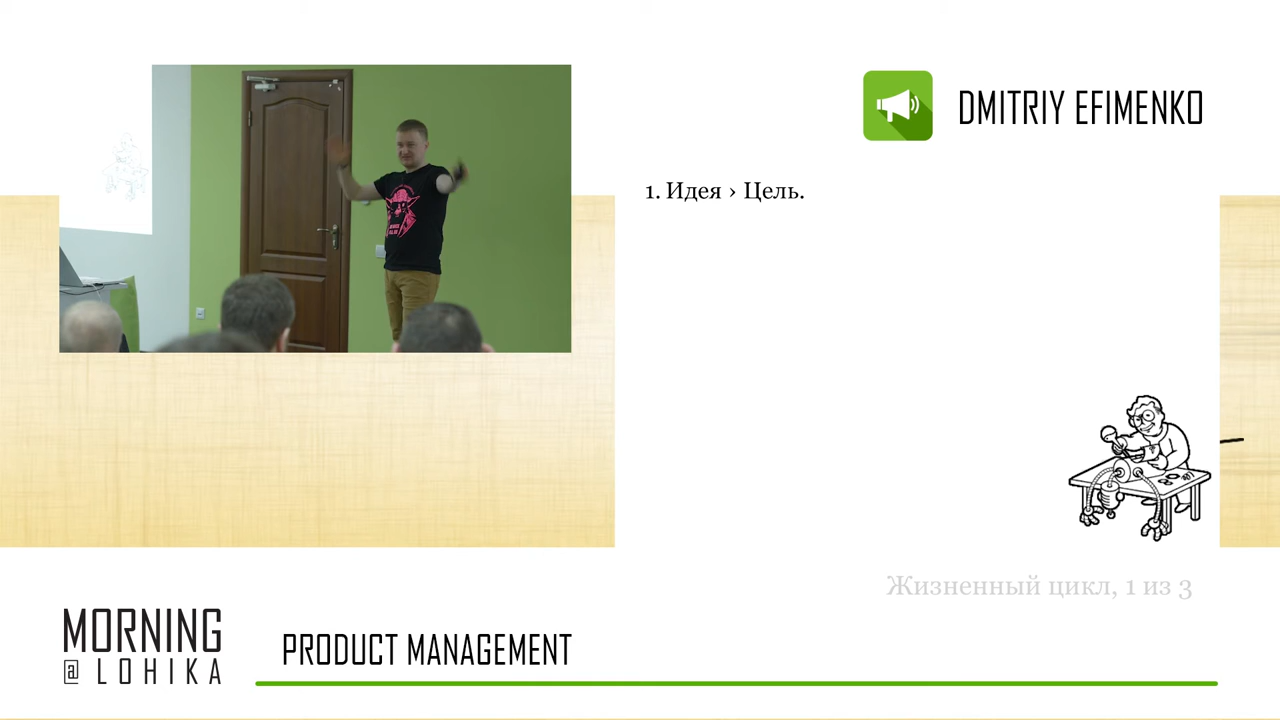 DMITRIY EFIMENKO
1. Идея › Цель.
Жизненный цикл, 1 из 3
MORNING
@ LOHIKA
PRODUCT MANAGEMENT